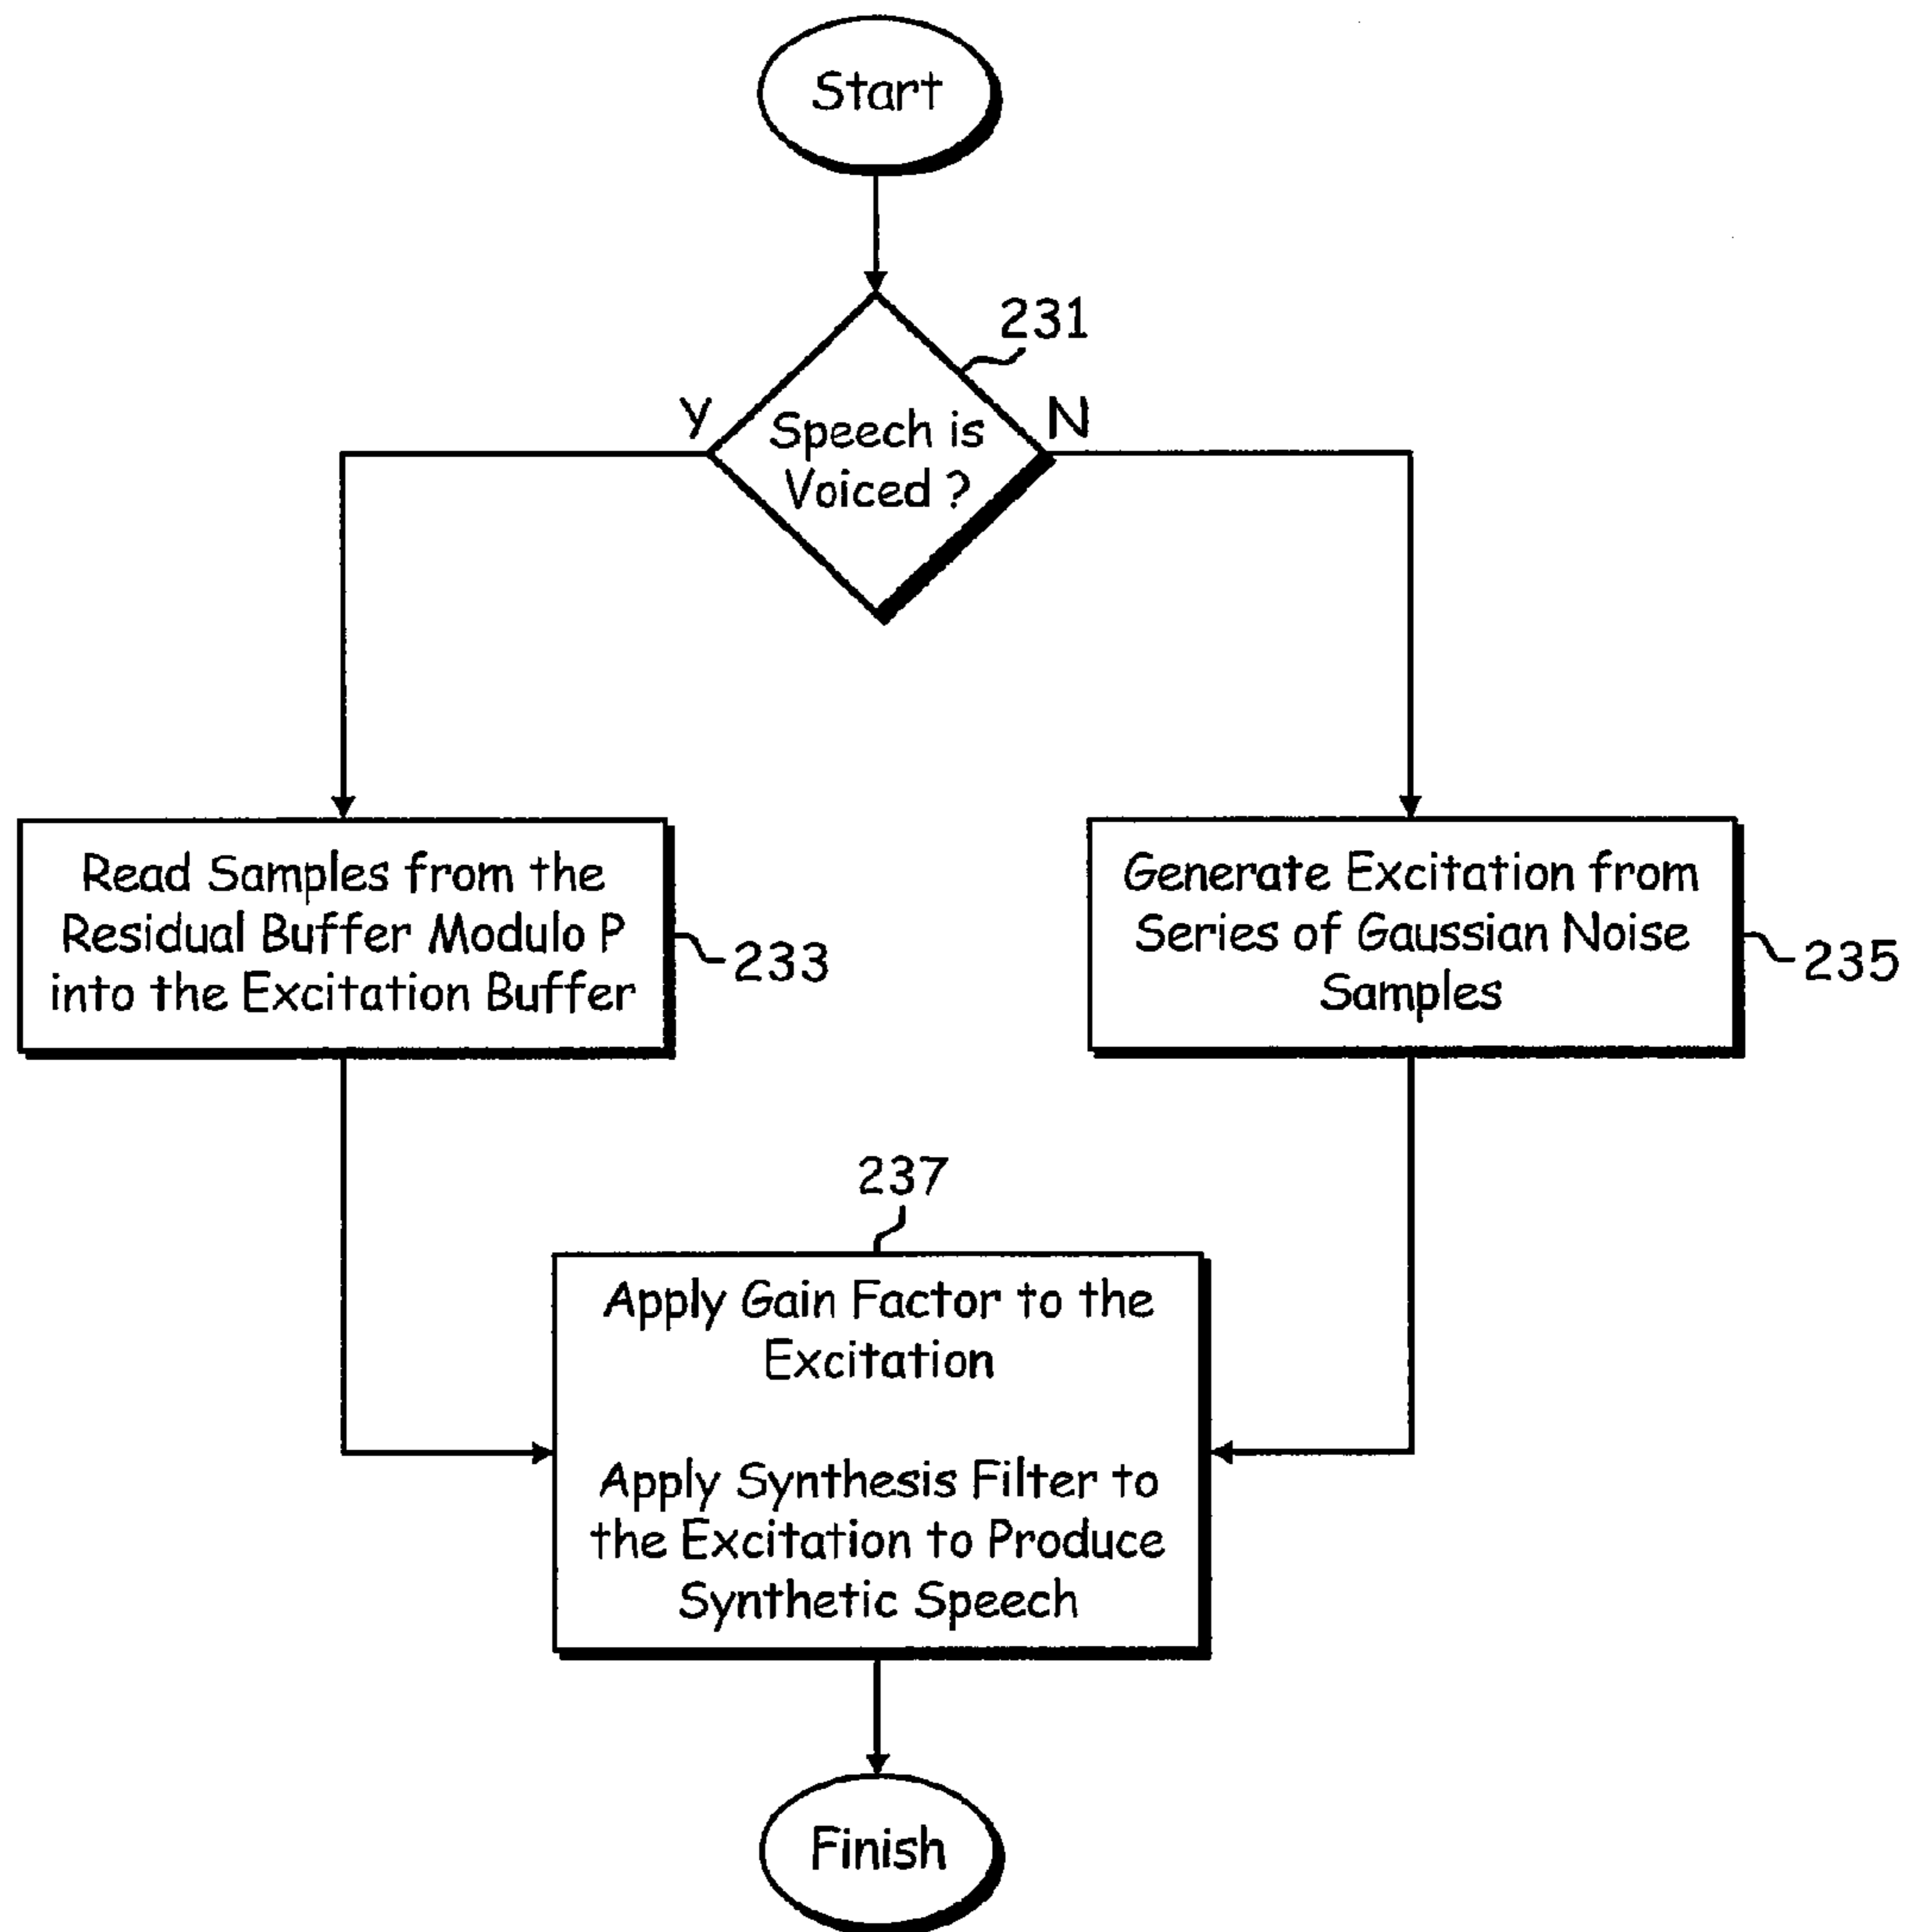 Start
231
Y
N
Speech is
Voiced ?
Read Samples from the
Residual Buffer Modulo P
into the Excitation Buffer
233
Generate Excitation from
Series of Gaussian Noise
Samples
235
237
Apply Gain Factor to the
Excitation
Apply Synthesis Filter to
the Excitation to Produce
Synthetic Speech
Finish